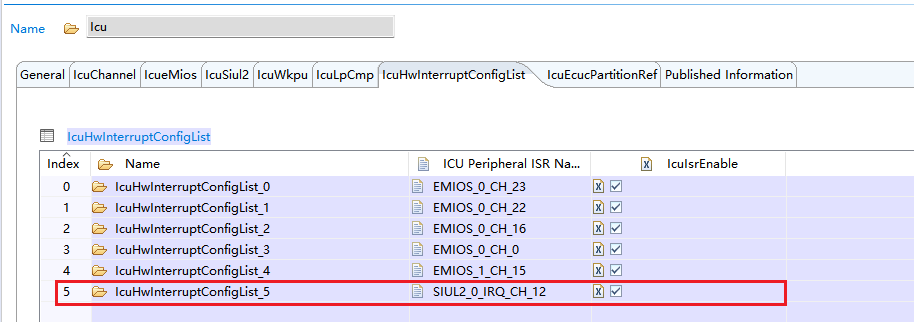 Name Icu
General IcuChannel IcueMios IcuSiul2 IcuWkpu IcuLpCmp IcuHwInterruptConfigList IcuEcucPartitionRef Published Information
IcuHwInterruptConfigList
Index Name ICU Peripheral ISR Na... IcuIsrEnable
0 IcuHwInterruptConfigList_0 EMIOS_0_CH_23
1 IcuHwInterruptConfigList_1 EMIOS_0_CH_22
2 IcuHwInterruptConfigList_2 EMIOS_0_CH_16
3 IcuHwInterruptConfigList_3 EMIOS_0_CH_0
4 IcuHwInterruptConfigList_4 EMIOS_1_CH_15
5 IcuHwInterruptConfigList_5 SIUL2_0_IRQ_CH_12